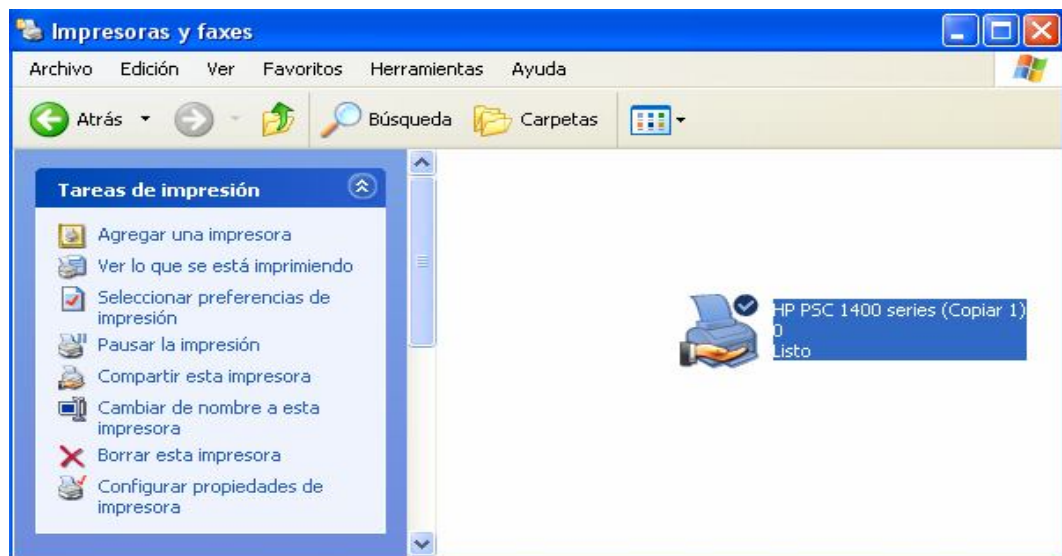 Impresoras y faxes
Archivo Edición Ver Favoritos Herramientas Ayuda
Atrás Búsqueda Carpetas
Tareas de impresión
Agregar una impresora
Ver lo que se está imprimiendo
Seleccionar preferencias de
impresión
Pausar la impresión
Compartir esta impresora
Cambiar de nombre a esta
impresora
Borrar esta impresora
Configurar propiedades de
impresora
HP PSC 1400 series (Copiar 1)
0
Listo